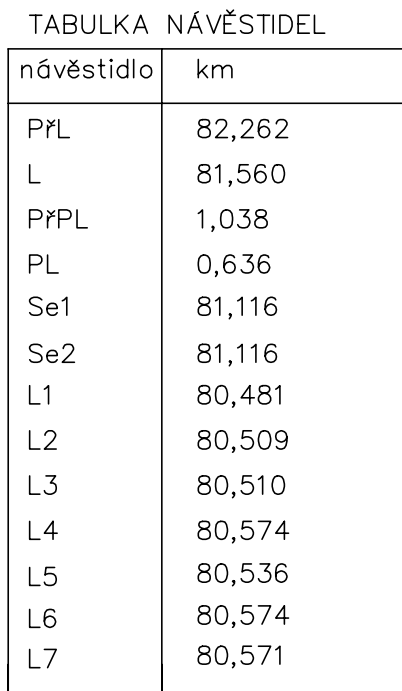 TABULKA NÁVĚSTIDEL
návěstidlo km
PřL 82,262
L 81,560
PřPL 1,038
PL 0,636
Se1 81,116
Se2 81,116
L1 80,481
L2 80,509
L3 80,510
L4 80,574
L5 80,536
L6 80,574
L7 80,571